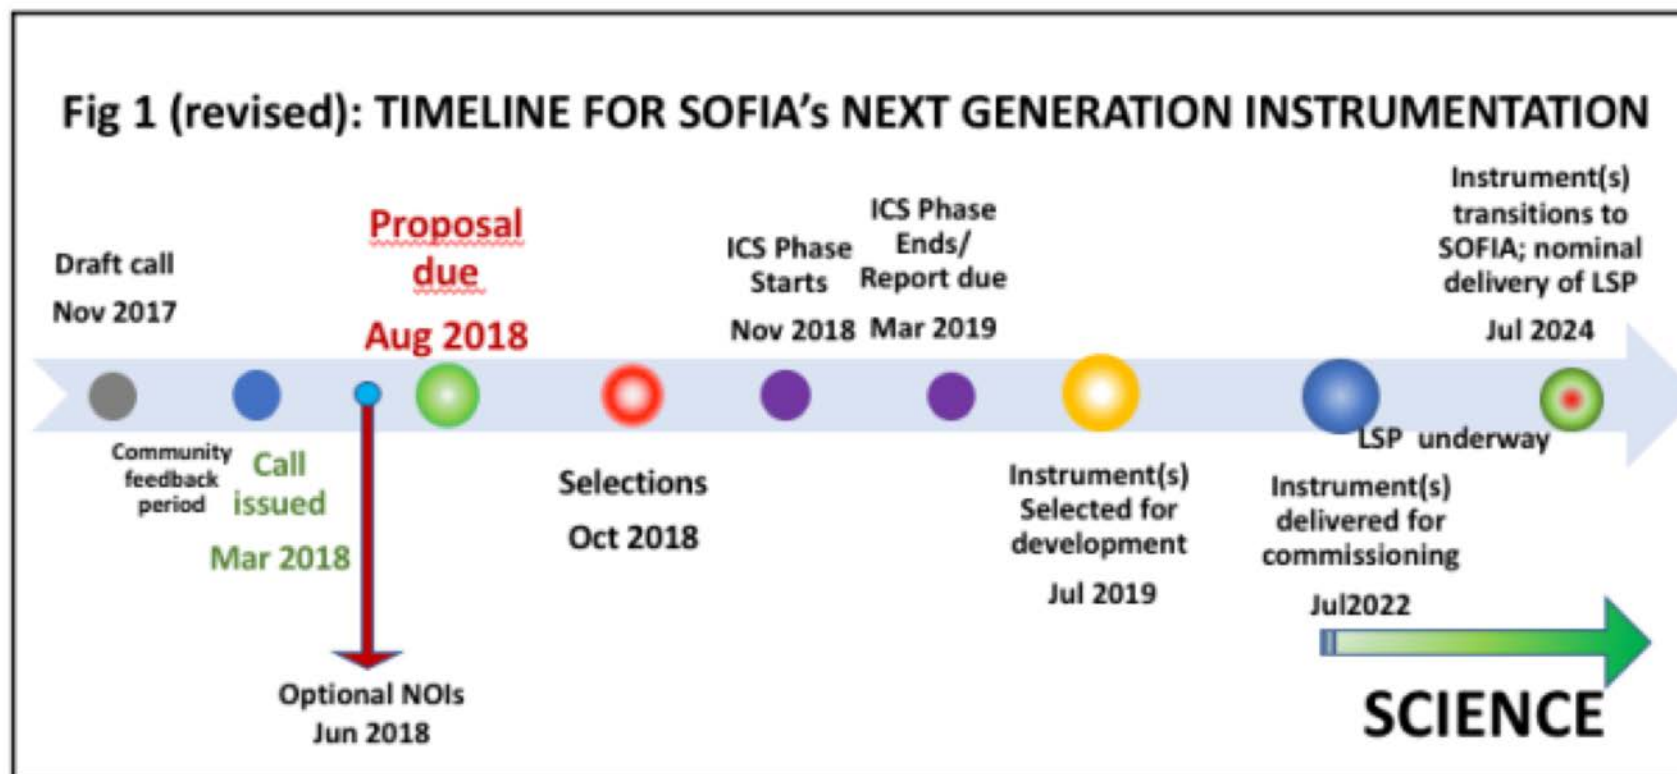 Fig 1 (revised): TIMELINE FOR SOFIA's NEXT GENERATION INSTRUMENTATION
Draft call
Nov 2017
Community
feedback
period
Call
issued
Mar 2018
Optional NOIs
Jun 2018
Proposal
due
Aug 2018
Selections
Oct 2018
ICS Phase
Starts
Nov 2018
ICS Phase
Ends/
Report due
Mar 2019
Instrument(s)
Selected for
development
Jul 2019
Instrument(s)
delivered for
commissioning
Jul2022
LSP underway
Instrument(s)
transitions to
SOFIA; nominal
delivery of LSP
Jul 2024
SCIENCE